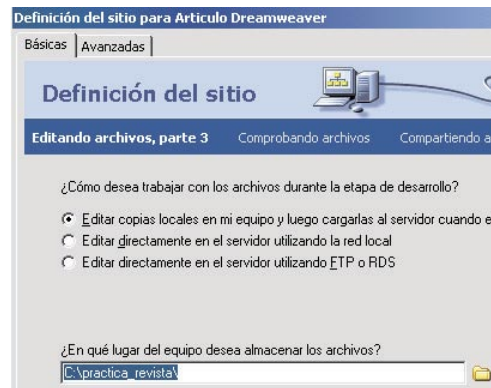 Definición del sitio para Articulo Dreamweaver
Básicas Avanzadas
Definición del sitio
Editando archivos, parte 3 Comprobando archivos Compartiendo a
¿Cómo desea trabajar con los archivos durante la etapa de desarrollo?
Editar copias locales en mi equipo y luego cargarlas al servidor cuando e
Editar directamente en el servidor utilizando la red local
Editar directamente en el servidor utilizando FTP o RDS
¿En qué lugar del equipo desea almacenar los archivos?
C:\practica_revista\